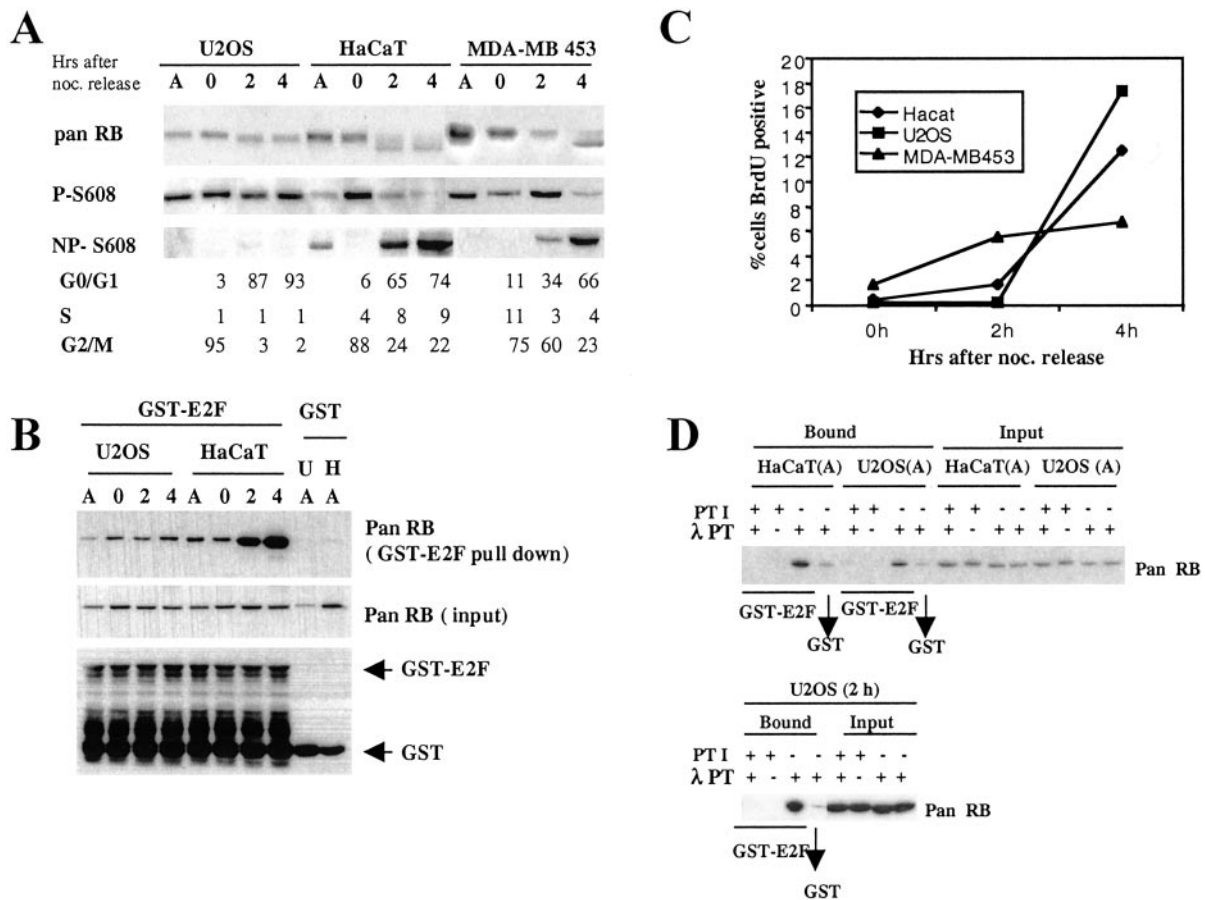 A
U2OS HaCaT MDA-MB 453
Hrs after
noc. release
A 0 2 4 A 0 2 4 A 0 2 4
pan RB
P-S608
NP- S608
G0/G1 3 87 93 6 65 74 11 34 66
S 1 1 1 4 8 9 11 3 4
G2/M 95 3 2 88 24 22 75 60 23
C
%cells BrdU positive
20
18
16
14
12
10
8
6
4
2
0
Hacat
U2OS
MDA-MB453
0h 2h 4h
Hrs after noc. release
B
GST-E2F GST
U2OS HaCaT U H
A 0 2 4 A 0 2 4 A A
Pan RB
( GST-E2F pull down)
Pan RB ( input)
GST-E2F
GST
D
Bound Input
HaCaT(A) U2OS(A) HaCaT(A) U2OS (A)
PT I + + - - + + - - + + - - + + - -
λ PT + - + + + - + + + - + + + - + +
Pan RB
GST-E2F GST-E2F
GST GST
U2OS (2 h)
Bound Input
PT I + + - - + + - -
λ PT + - + + + - + +
Pan RB
GST-E2F
GST